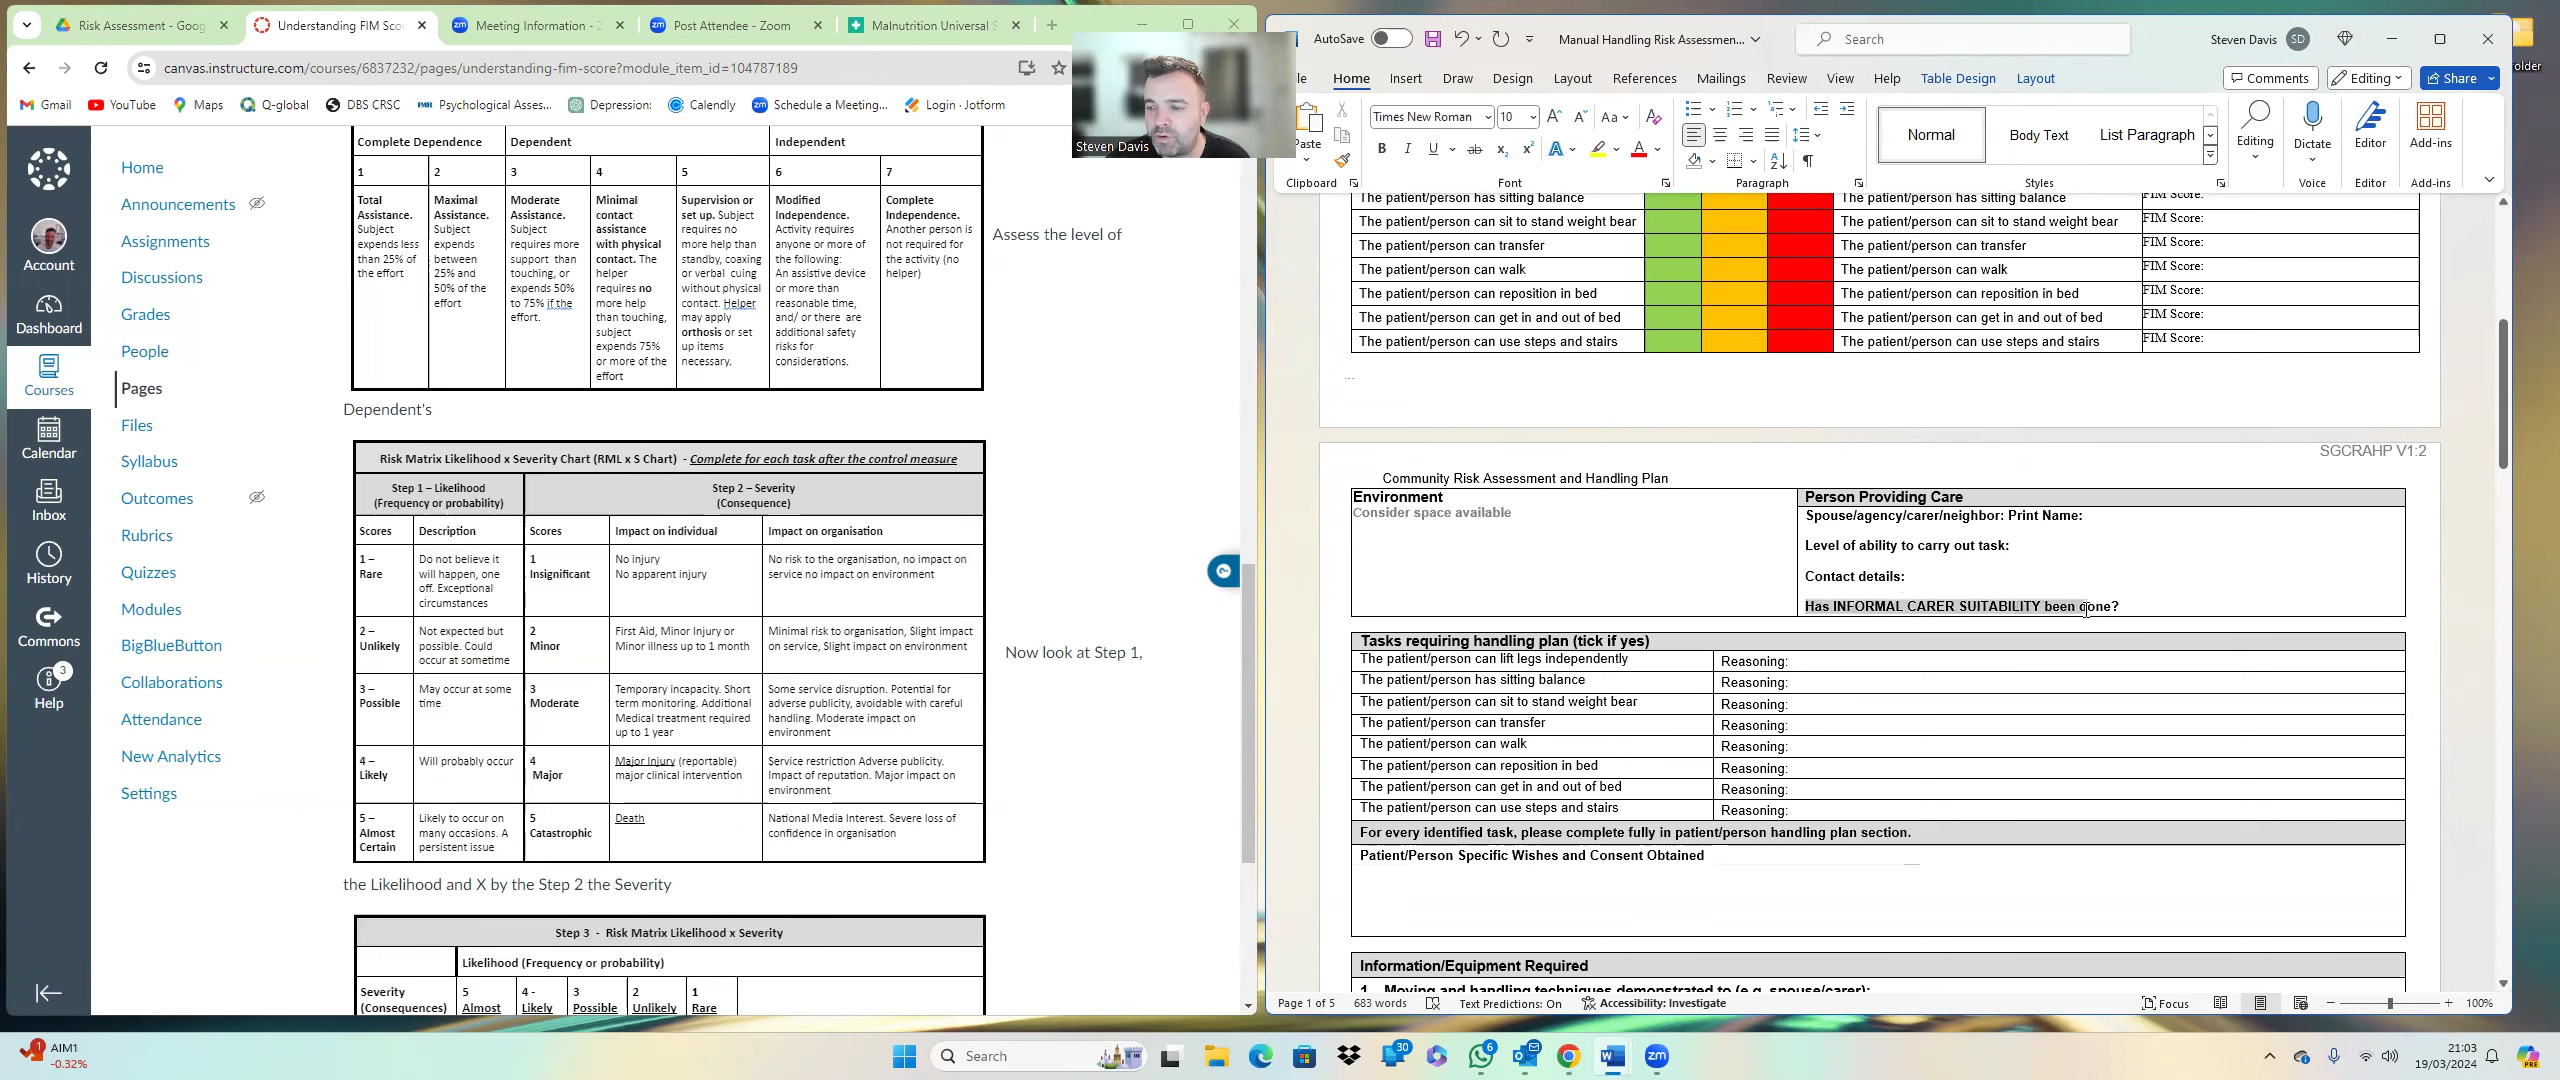 Risk Assessment - Goog
Understanding FIM Sco
Meeting Information - Z
Post Attendee - Zoom
Malnutrition Universal S
canvas.instructure.com/courses/6837232/pages/understanding-fim-score?module_item_id=104787189
Gmail
YouTube
Maps
Q-global
DBS CRSC
Psychological Asses...
Depression:
Calendly
Schedule a Meeting...
Login · Jotform
Account
Dashboard
Courses
Calendar
Inbox
History
Commons
3
Help
Home
Announcements
Assignments
Discussions
Grades
People
Pages
Files
Syllabus
Outcomes
Rubrics
Quizzes
Modules
BigBlueButton
Collaborations
Attendance
New Analytics
Settings
Complete Dependence
Dependent
Independent
1
2
3
4
5
6
7
Total
Assistance.
Subject
expends less
than 25% of
the effort
Maximal
Assistance.
Subject
expends
between
25% and
50% of the
effort
Moderate
Assistance.
Subject
requires more
support than
touching, or
expends 50%
to 75% if the
effort.
Minimal
contact
assistance
with physical
contact. The
helper
requires no
more help
than touching,
subject
expends 75%
or more of the
effort
Supervision or
set up. Subject
requires no
more help than
standby, coaxing
or verbal cuing
without physical
contact. Helper
may apply
orthosis or set
up items
necessary.
Modified
Independence.
Activity requires
anyone or more of
the following:
An assistive device
or more than
reasonable time,
and/ or there are
additional safety
risks for
considerations.
Complete
Independence.
Another person is
not required for
the activity (no
helper)
Assess the level of
Dependent's
Risk Matrix Likelihood x Severity Chart (RML x S Chart) - Complete for each task after the control measure
Step 1 – Likelihood
(Frequency or probability)
Step 2 – Severity
(Consequence)
Scores
Description
Scores
Impact on individual
Impact on organisation
1 –
Rare
Do not believe it
will happen, one
off. Exceptional
circumstances
1
Insignificant
No injury
No apparent injury
No risk to the organisation, no impact on
service no impact on environment
2 –
Unlikely
Not expected but
possible. Could
occur at sometime
2
Minor
First Aid, Minor Injury or
Minor illness up to 1 month
Minimal risk to organisation, Slight impact
on service, Slight impact on environment
3 –
Possible
May occur at some
time
3
Moderate
Temporary incapacity. Short
term monitoring. Additional
Medical treatment required
up to 1 year
Some service disruption. Potential for
adverse publicity, avoidable with careful
handling. Moderate impact on
environment
4 –
Likely
Will probably occur
4
Major
Major Injury (reportable)
major clinical intervention
Service restriction Adverse publicity.
Impact of reputation. Major impact on
environment
5 –
Almost
Certain
Likely to occur on
many occasions. A
persistent issue
5
Catastrophic
Death
National Media Interest. Severe loss of
confidence in organisation
Now look at Step 1,
the Likelihood and X by the Step 2 the Severity
Step 3 - Risk Matrix Likelihood x Severity
Likelihood (Frequency or probability)
Severity
(Consequences)
5
Almost
4 -
Likely
3
Possible
2
Unlikely
1
Rare
Steven Davis
AutoSave
Manual Handling Risk Assessmen...
Search
Steven Davis
SD
le
Home
Insert
Draw
Design
Layout
References
Mailings
Review
View
Help
Table Design
Layout
Comments
Editing
Share
Paste
Times New Roman
10
Normal
Body Text
List Paragraph
Editing
Dictate
Editor
Add-ins
Clipboard
Font
Paragraph
Styles
Voice
Editor
Add-ins
older
The patient/person has sitting balance
The patient/person has sitting balance
FIM Score:
The patient/person can sit to stand weight bear
The patient/person can sit to stand weight bear
FIM Score:
The patient/person can transfer
The patient/person can transfer
FIM Score:
The patient/person can walk
The patient/person can walk
FIM Score:
The patient/person can reposition in bed
The patient/person can reposition in bed
FIM Score:
The patient/person can get in and out of bed
The patient/person can get in and out of bed
FIM Score:
The patient/person can use steps and stairs
The patient/person can use steps and stairs
FIM Score:
SGCRAHP V1:2
Community Risk Assessment and Handling Plan
Environment
Consider space available
Person Providing Care
Spouse/agency/carer/neighbor: Print Name:
Level of ability to carry out task:
Contact details:
Has INFORMAL CARER SUITABILITY been done?
Tasks requiring handling plan (tick if yes)
The patient/person can lift legs independently
Reasoning:
The patient/person has sitting balance
Reasoning:
The patient/person can sit to stand weight bear
Reasoning:
The patient/person can transfer
Reasoning:
The patient/person can walk
Reasoning:
The patient/person can reposition in bed
Reasoning:
The patient/person can get in and out of bed
Reasoning:
The patient/person can use steps and stairs
Reasoning:
For every identified task, please complete fully in patient/person handling plan section.
Patient/Person Specific Wishes and Consent Obtained
Information/Equipment Required
1. Moving and handling techniques demonstrated to (e.g. spouse/carer):
Page 1 of 5
683 words
Text Predictions: On
Accessibility: Investigate
Focus
100%
1
AIM1
-0.32%
Search
30
6
21:03
19/03/2024